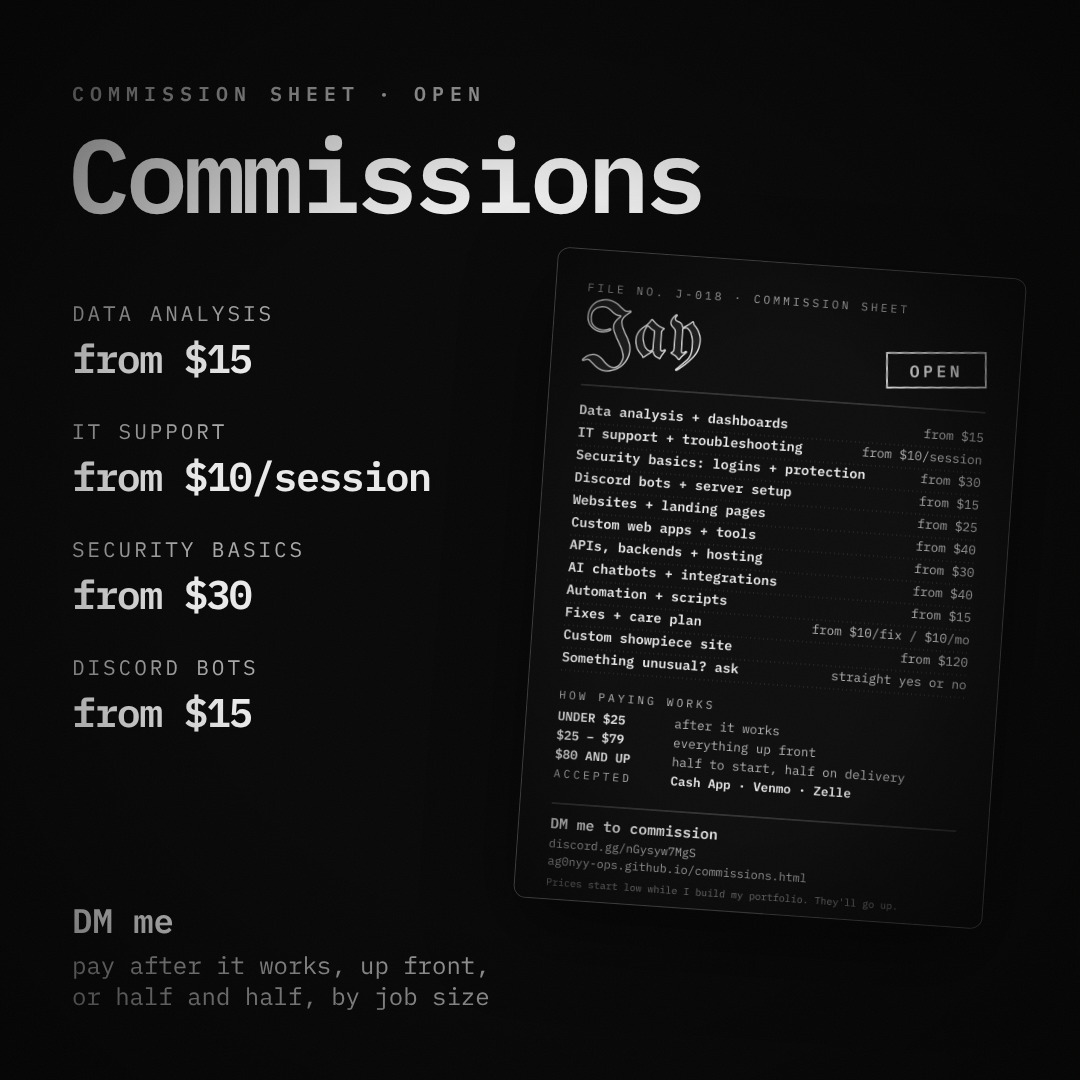 COMMISSION SHEET · OPEN
Commissions
DATA ANALYSIS
from $15
IT SUPPORT
from $10/session
SECURITY BASICS
from $30
DISCORD BOTS
from $15
DM me
pay after it works, up front,
or half and half, by job size
FILE NO. J-018 · COMMISSION SHEET
Jay
OPEN
Data analysis + dashboards from $15
IT support + troubleshooting from $10/session
Security basics: logins + protection from $30
Discord bots + server setup from $15
Websites + landing pages from $25
Custom web apps + tools from $40
APIs, backends + hosting from $30
AI chatbots + integrations from $40
Automation + scripts from $15
Fixes + care plan from $10/fix / $10/mo
Custom showpiece site from $120
Something unusual? ask straight yes or no
HOW PAYING WORKS
UNDER $25 after it works
$25 – $79 everything up front
$80 AND UP half to start, half on delivery
ACCEPTED Cash App · Venmo · Zelle
DM me to commission
discord.gg/nGysyw7MgS
ag0nyy-ops.github.io/commissions.html
Prices start low while I build my portfolio. They'll go up.